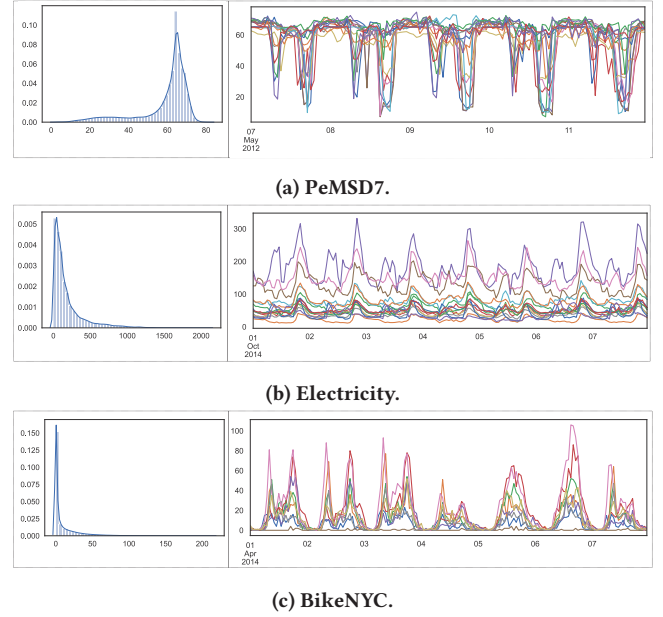 0.10
0.08
0.06
0.04
0.02
0.00
0 20 40 60 80
60
40
20
07 08 09 10 11
May
2012
(a) PeMSD7.
0.005
0.004
0.003
0.002
0.001
0.000
0 500 1000 1500 2000
300
200
100
0
01 02 03 04 05 06 07
Oct
2014
(b) Electricity.
0.150
0.125
0.100
0.075
0.050
0.025
0.000
0 50 100 150 200
100
80
60
40
20
0
01 02 03 04 05 06 07
Apr
2014
(c) BikeNYC.